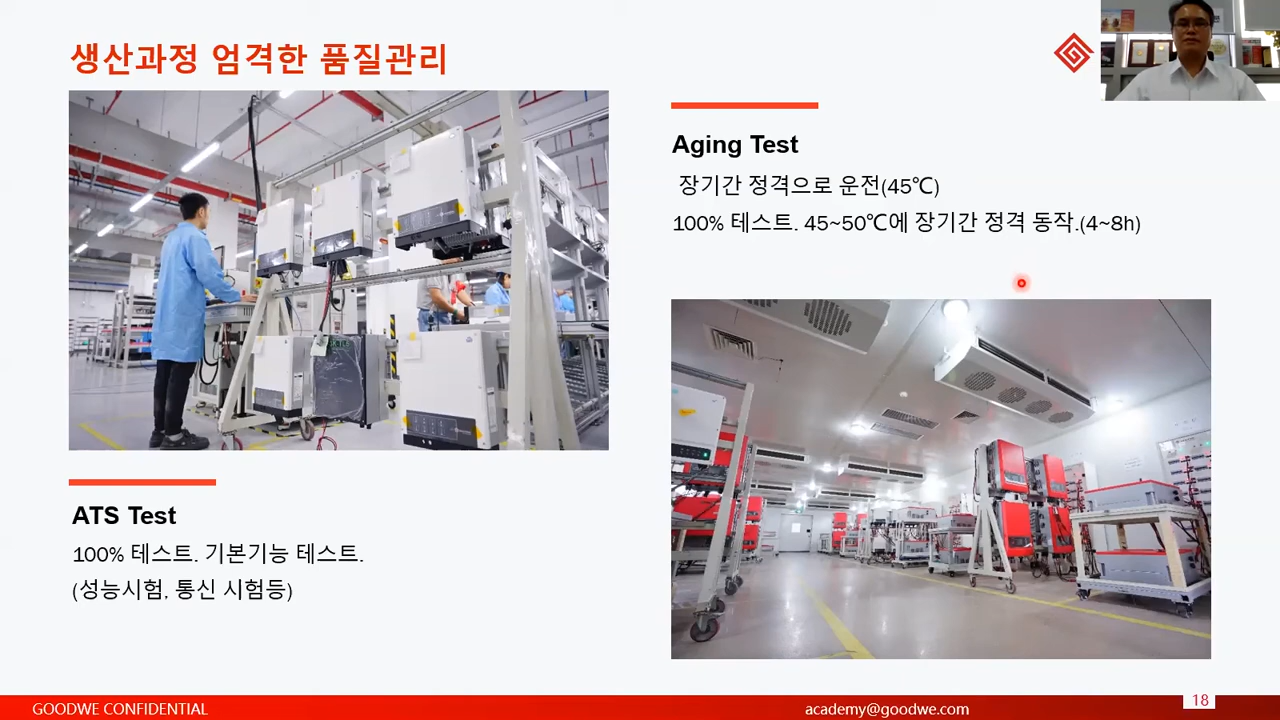 생산과정 엄격한 품질관리
Aging Test
장기간 정격으로 운전(45℃)
100% 테스트. 45~50℃에 장기간 정격 동작.(4~8h)
ATS Test
100% 테스트. 기본기능 테스트.
(성능시험, 통신 시험등)
GOODWE CONFIDENTIAL
academy@goodwe.com
18